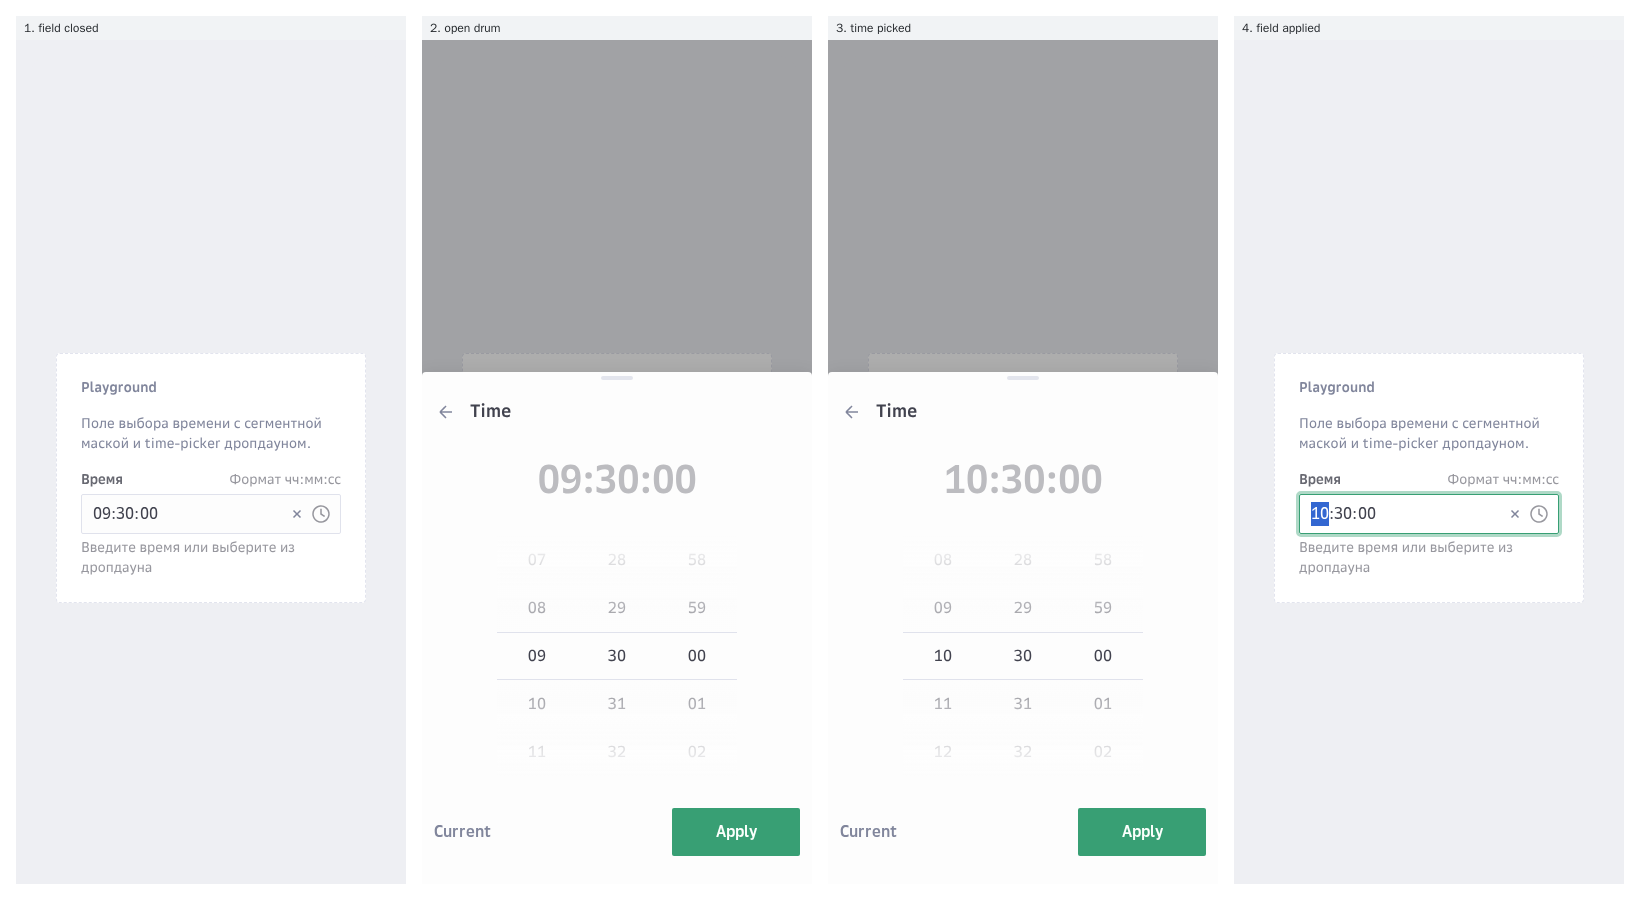 1. field closed
Playground
Поле выбора времени с сегментной
маской и time-picker дропдауном.
Время Формат чч:мм:сс
09:30:00 ×
Введите время или выберите из
дропдауна
2. open drum
← Time
09:30:00
07 28 58
08 29 59
09 30 00
10 31 01
11 32 02
Current Apply
3. time picked
← Time
10:30:00
08 28 58
09 29 59
10 30 00
11 31 01
12 32 02
Current Apply
4. field applied
Playground
Поле выбора времени с сегментной
маской и time-picker дропдауном.
Время Формат чч:мм:сс
10:30:00 ×
Введите время или выберите из
дропдауна